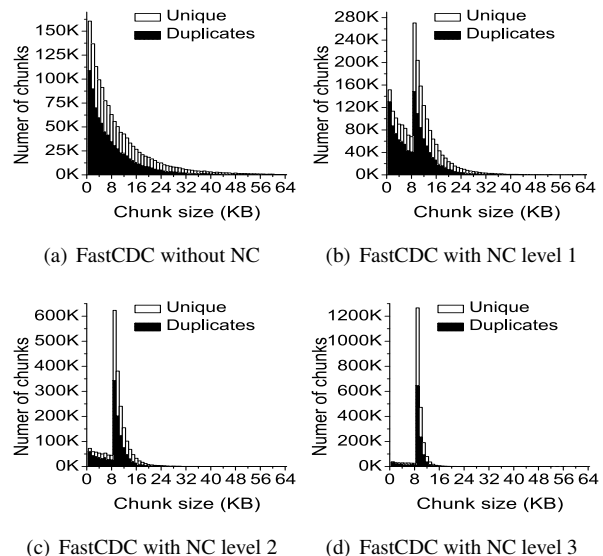 Unique
Duplicates
Numer of chunks
150K
125K
100K
75K
50K
25K
0K
0 8 16 24 32 40 48 56 64
Chunk size (KB)
(a) FastCDC without NC
Unique
Duplicates
Numer of chunks
280K
240K
200K
160K
120K
80K
40K
0K
0 8 16 24 32 40 48 56 64
Chunk size (KB)
(b) FastCDC with NC level 1
Unique
Duplicates
Numer of chunks
600K
500K
400K
300K
200K
100K
0K
0 8 16 24 32 40 48 56 64
Chunk size (KB)
(c) FastCDC with NC level 2
Unique
Duplicates
Numer of chunks
1200K
1000K
800K
600K
400K
200K
0K
0 8 16 24 32 40 48 56 64
Chunk size (KB)
(d) FastCDC with NC level 3